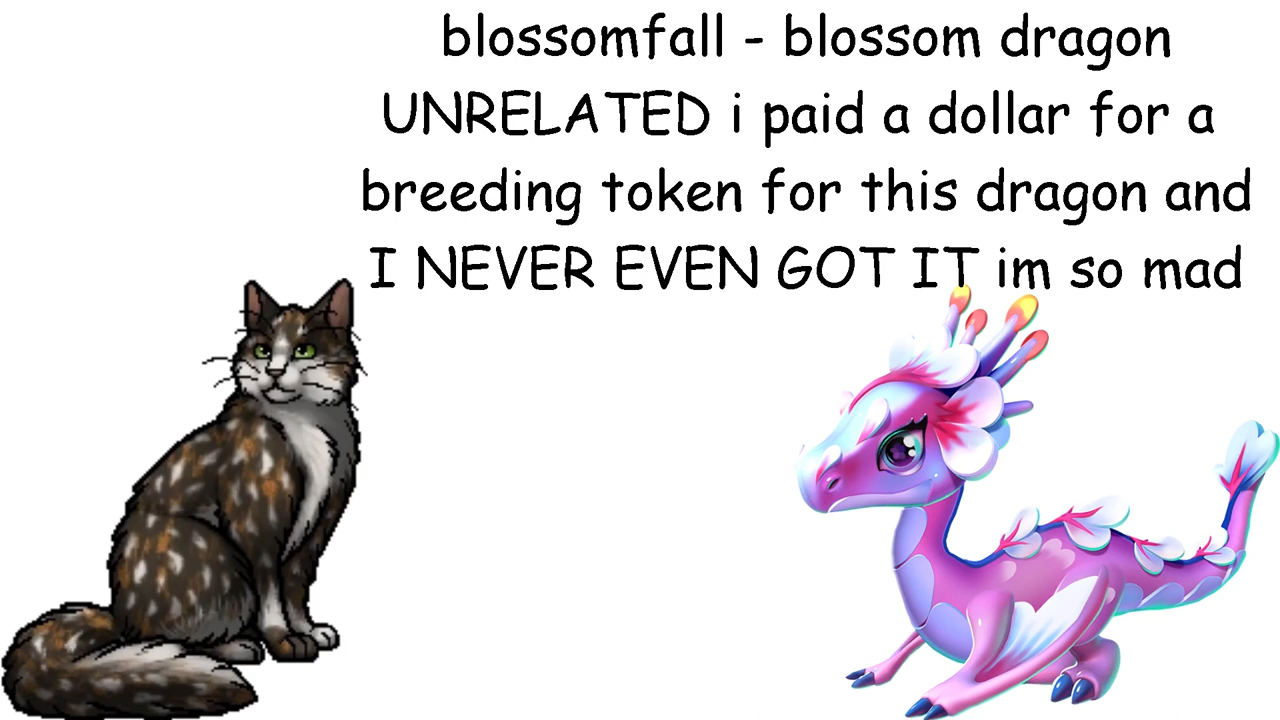 blossomfall - blossom dragon
UNRELATED i paid a dollar for a
breeding token for this dragon and
I NEVER EVEN GOT IT im so mad